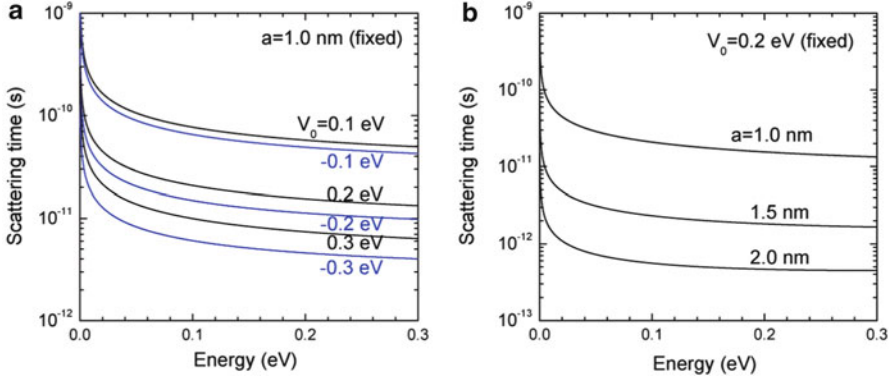 a
a=1.0 nm (fixed)
10⁻⁹
10⁻¹⁰
10⁻¹¹
10⁻¹²
Scattering time (s)
V₀=0.1 eV
-0.1 eV
0.2 eV
-0.2 eV
0.3 eV
-0.3 eV
0.0 0.1 0.2 0.3
Energy (eV)
b
V₀=0.2 eV (fixed)
10⁻⁹
10⁻¹⁰
10⁻¹¹
10⁻¹²
10⁻¹³
Scattering time (s)
a=1.0 nm
1.5 nm
2.0 nm
0.0 0.1 0.2 0.3
Energy (eV)